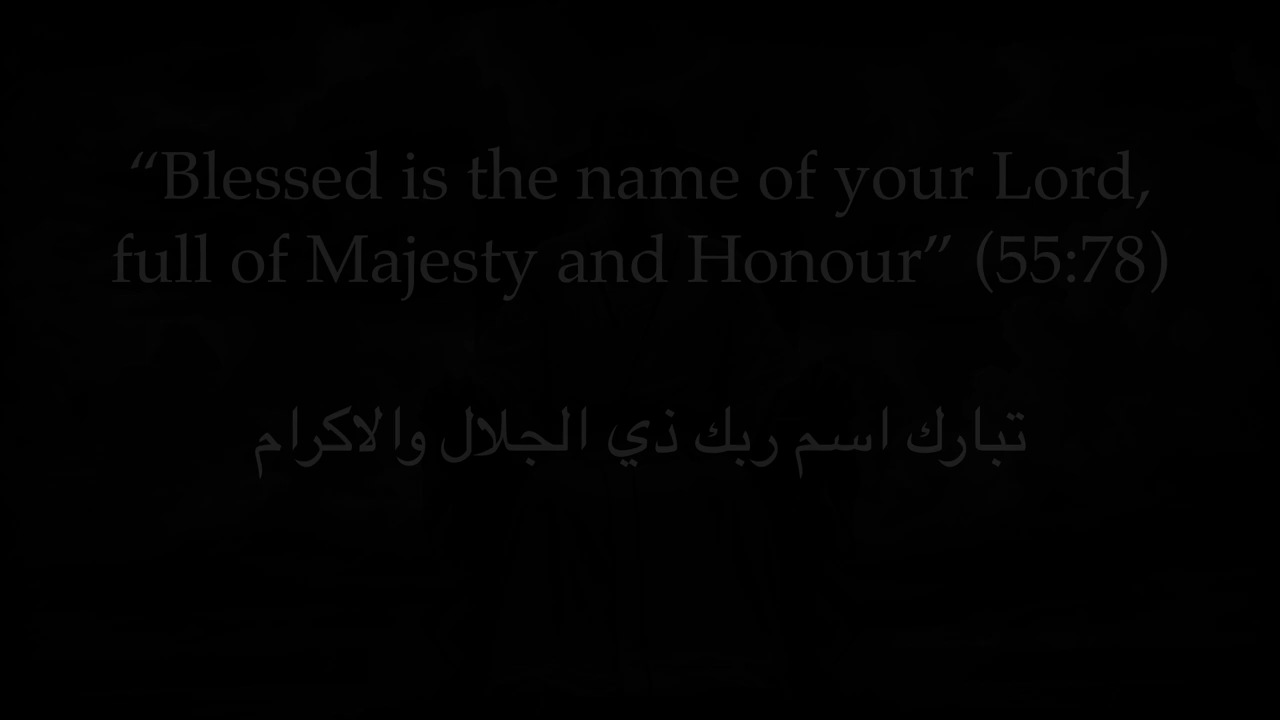 “Blessed is the name of your Lord,
full of Majesty and Honour” (55:78)
تبارك اسم ربك ذي الجلال والاكرام